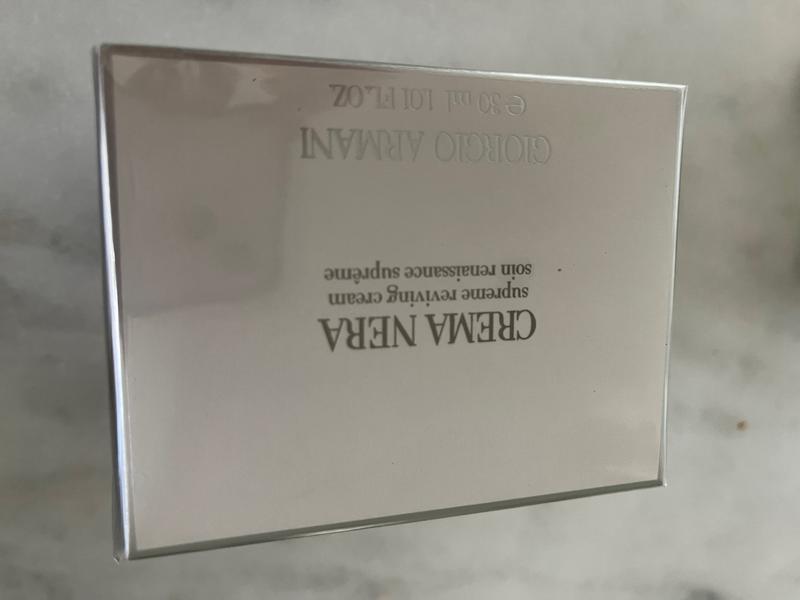 CREMA NERA
supreme reviving cream
soin renaissance suprême
GIORGIO ARMANI
℮ 30 ml 1.01 FL.OZ